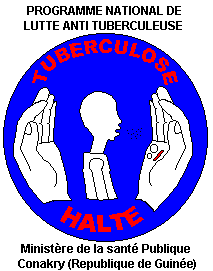 PROGRAMME NATIONAL DE
LUTTE ANTI TUBERCULEUSE
TUBERCULOSE
HALTE
Ministère de la santé Publique
Conakry (Republique de Guinée)